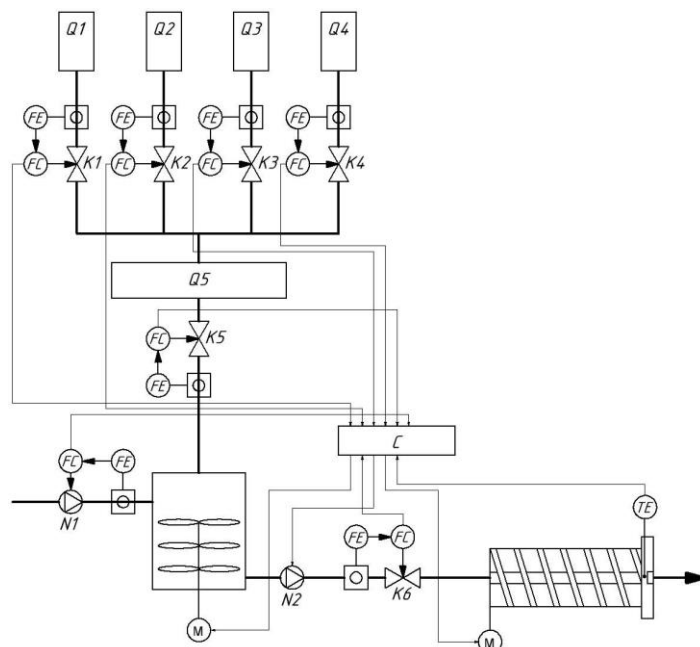 Q1 Q2 Q3 Q4
FE FE FE FE
FC K1 FC K2 FC K3 FC K4
Q5
FC K5
FE
C
FC FE
N1
TE
FE FC
N2 K6
M M